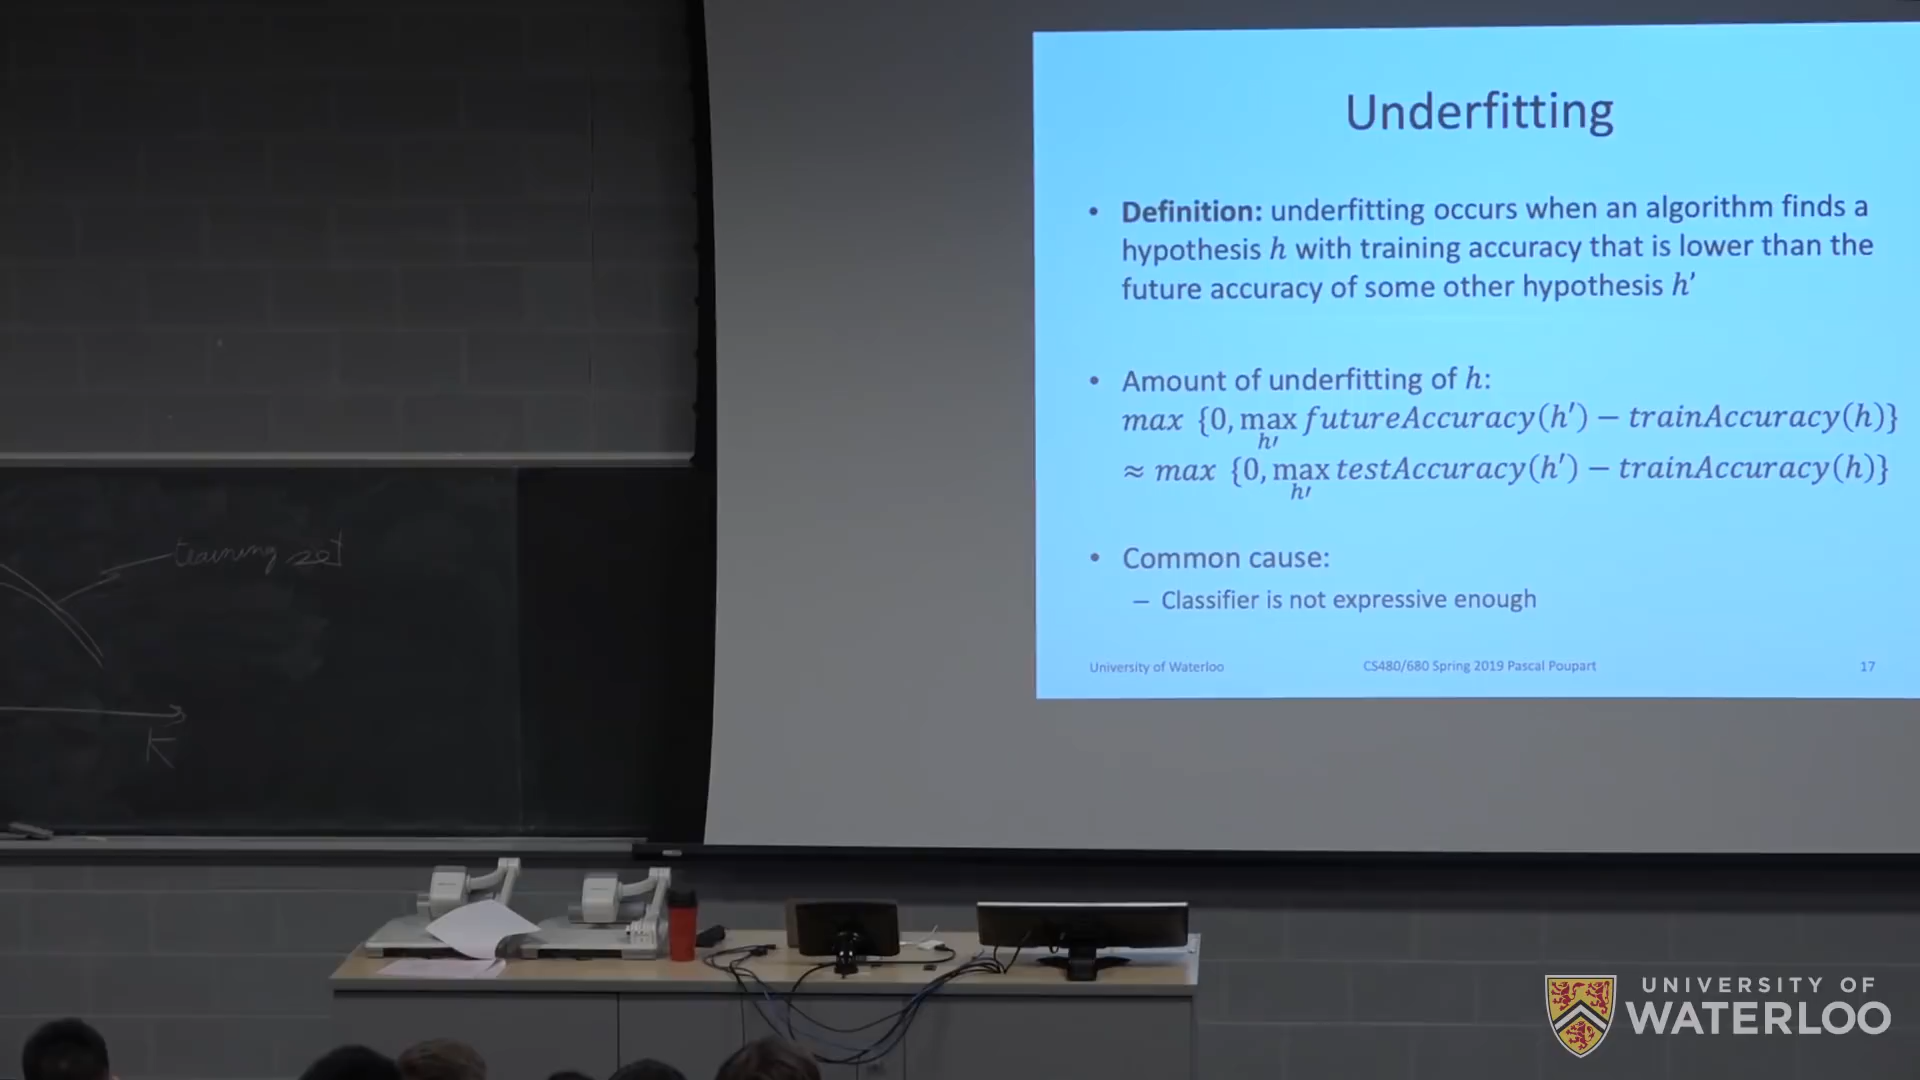 Underfitting
• Definition: underfitting occurs when an algorithm finds a
hypothesis h with training accuracy that is lower than the
future accuracy of some other hypothesis h′
• Amount of underfitting of h:
max {0, max futureAccuracy(h′) − trainAccuracy(h)}
h′
≈ max {0, max testAccuracy(h′) − trainAccuracy(h)}
h′
• Common cause:
– Classifier is not expressive enough
University of Waterloo CS480/680 Spring 2019 Pascal Poupart 17
training set
K
UNIVERSITY OF
WATERLOO